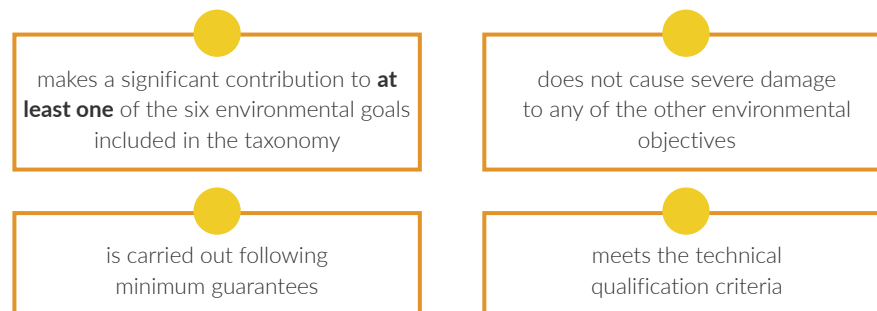 makes a significant contribution to at
least one of the six environmental goals
included in the taxonomy
does not cause severe damage
to any of the other environmental
objectives
is carried out following
minimum guarantees
meets the technical
qualification criteria